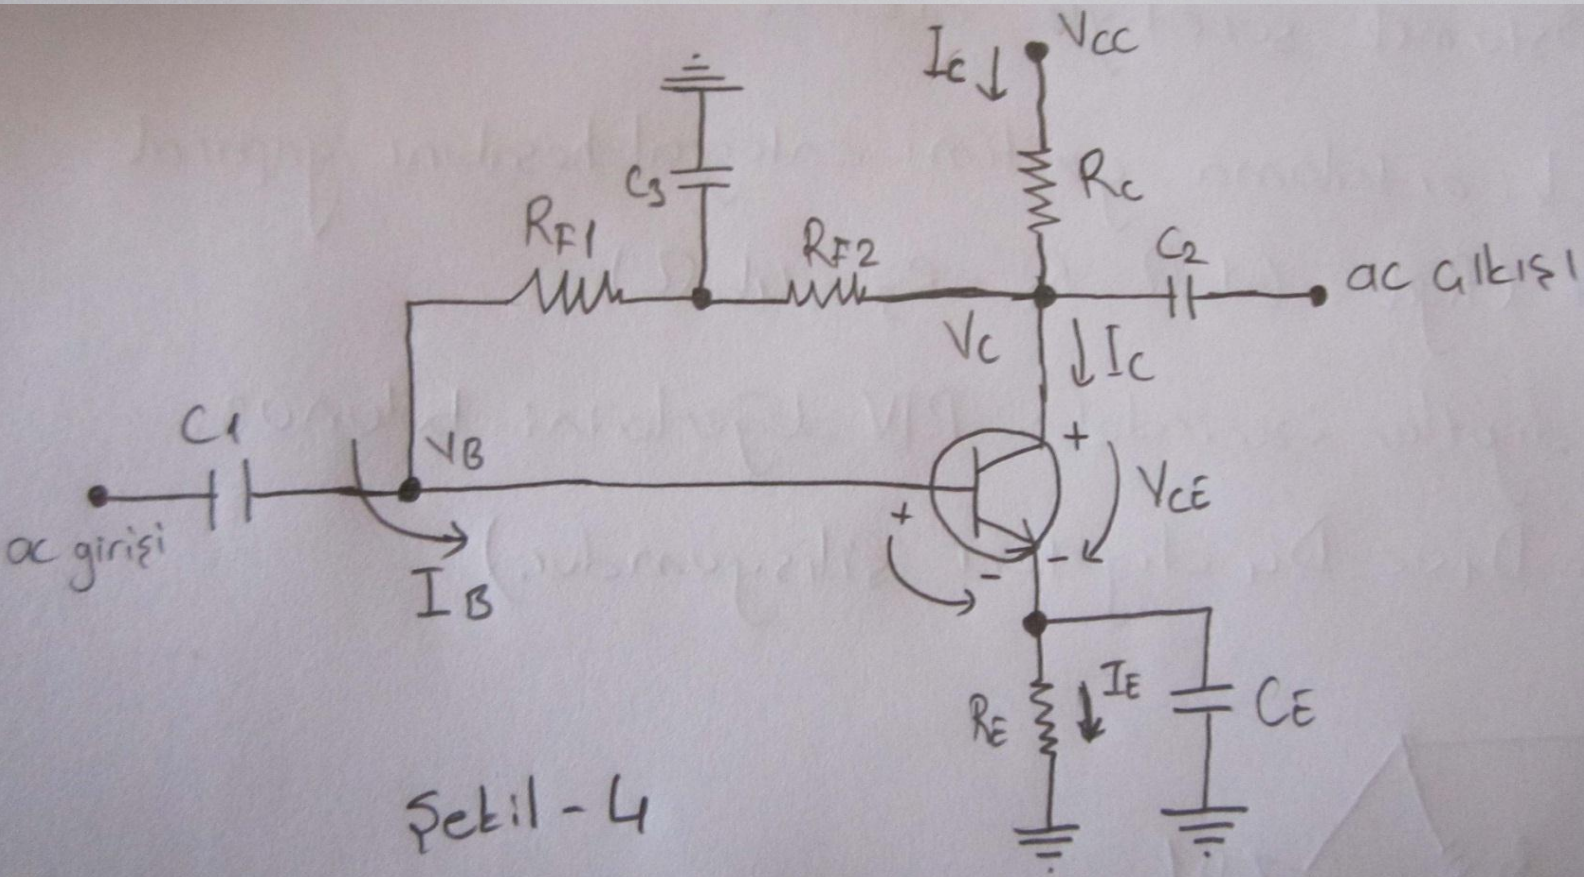 VCC
IC
RC
C3
RF1
RF2
C2
ac çıkışı
VC
IC
C1
VB
ac girişi
IB
+
VCE
+
-
-
RE
IE
CE
Şekil - 4